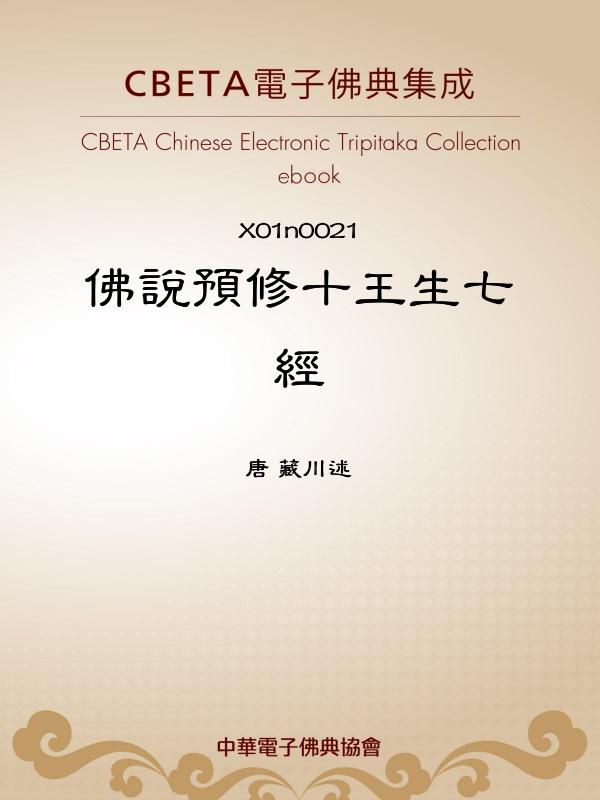 CBETA電子佛典集成
CBETA Chinese Electronic Tripitaka Collection
ebook
X01n0021
佛說預修十王生七
經
唐 藏川述
中華電子佛典協會